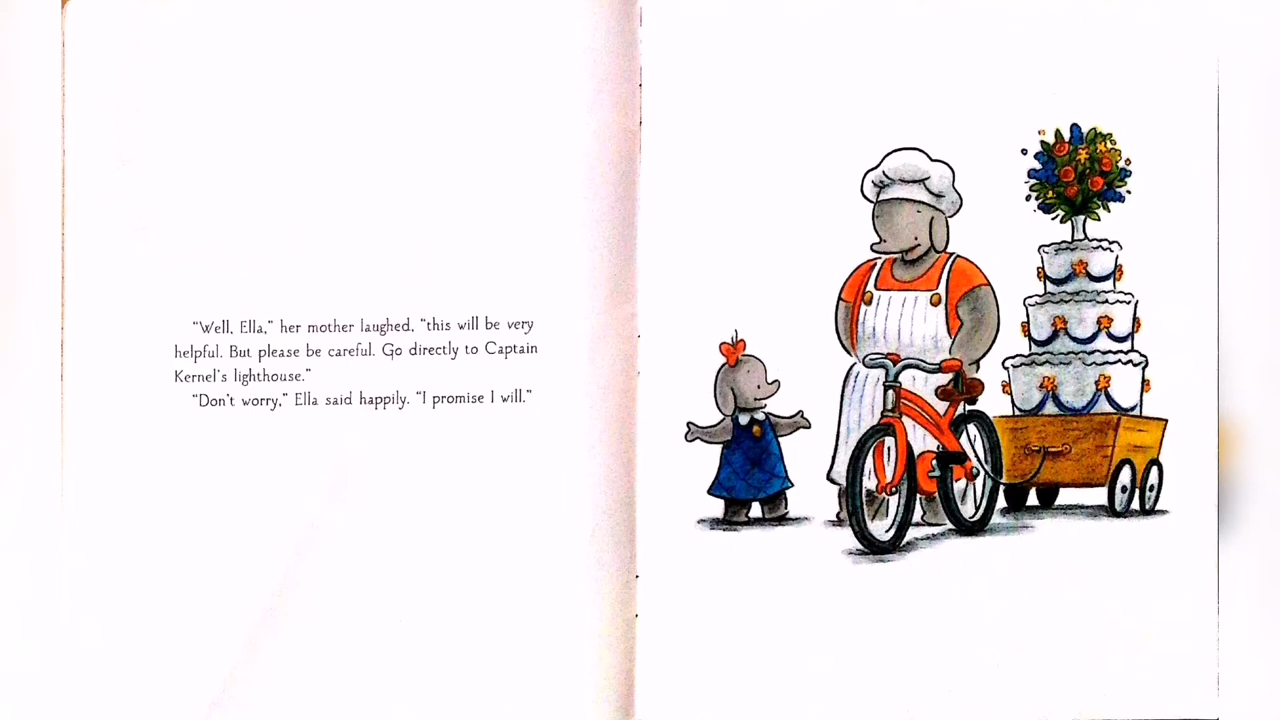 “Well, Ella,” her mother laughed, “this will be very
helpful. But please be careful. Go directly to Captain
Kernel's lighthouse.”
“Don't worry,” Ella said happily. “I promise I will.”